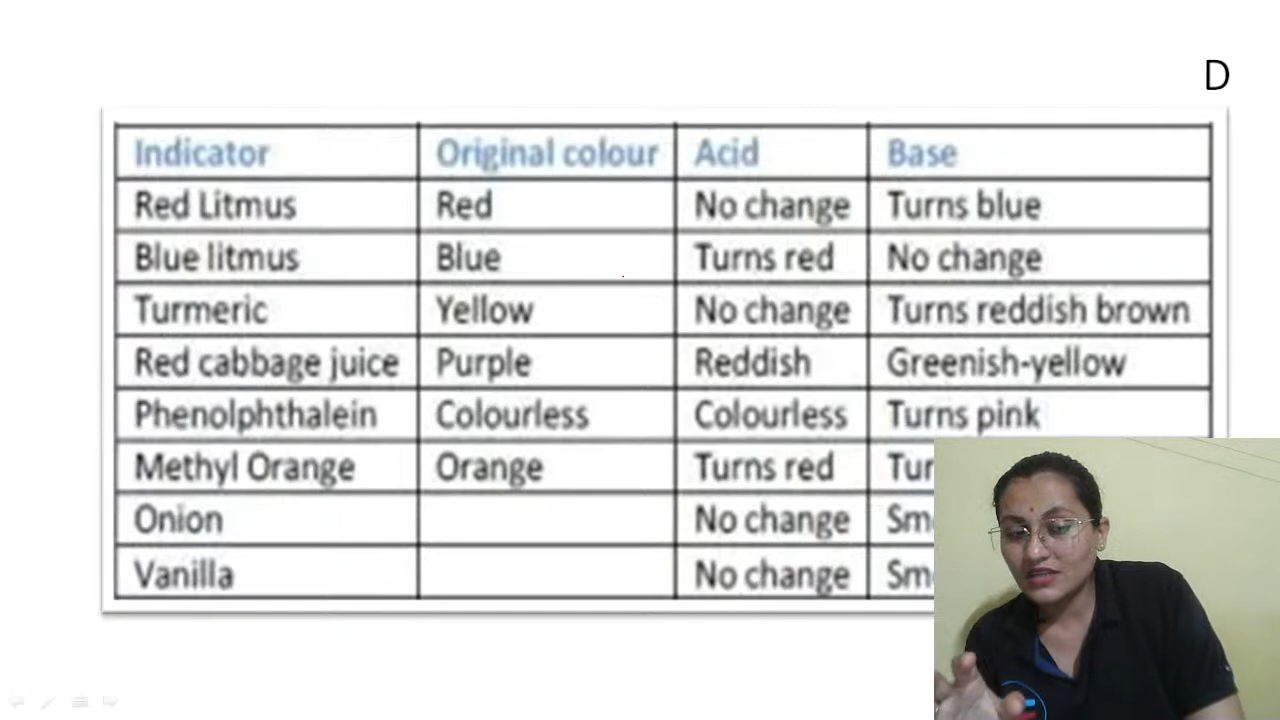 D
Indicator Original colour Acid Base
Red Litmus Red No change Turns blue
Blue litmus Blue Turns red No change
Turmeric Yellow No change Turns reddish brown
Red cabbage juice Purple Reddish Greenish-yellow
Phenolphthalein Colourless Colourless Turns pink
Methyl Orange Orange Turns red
Onion No change
Vanilla No change